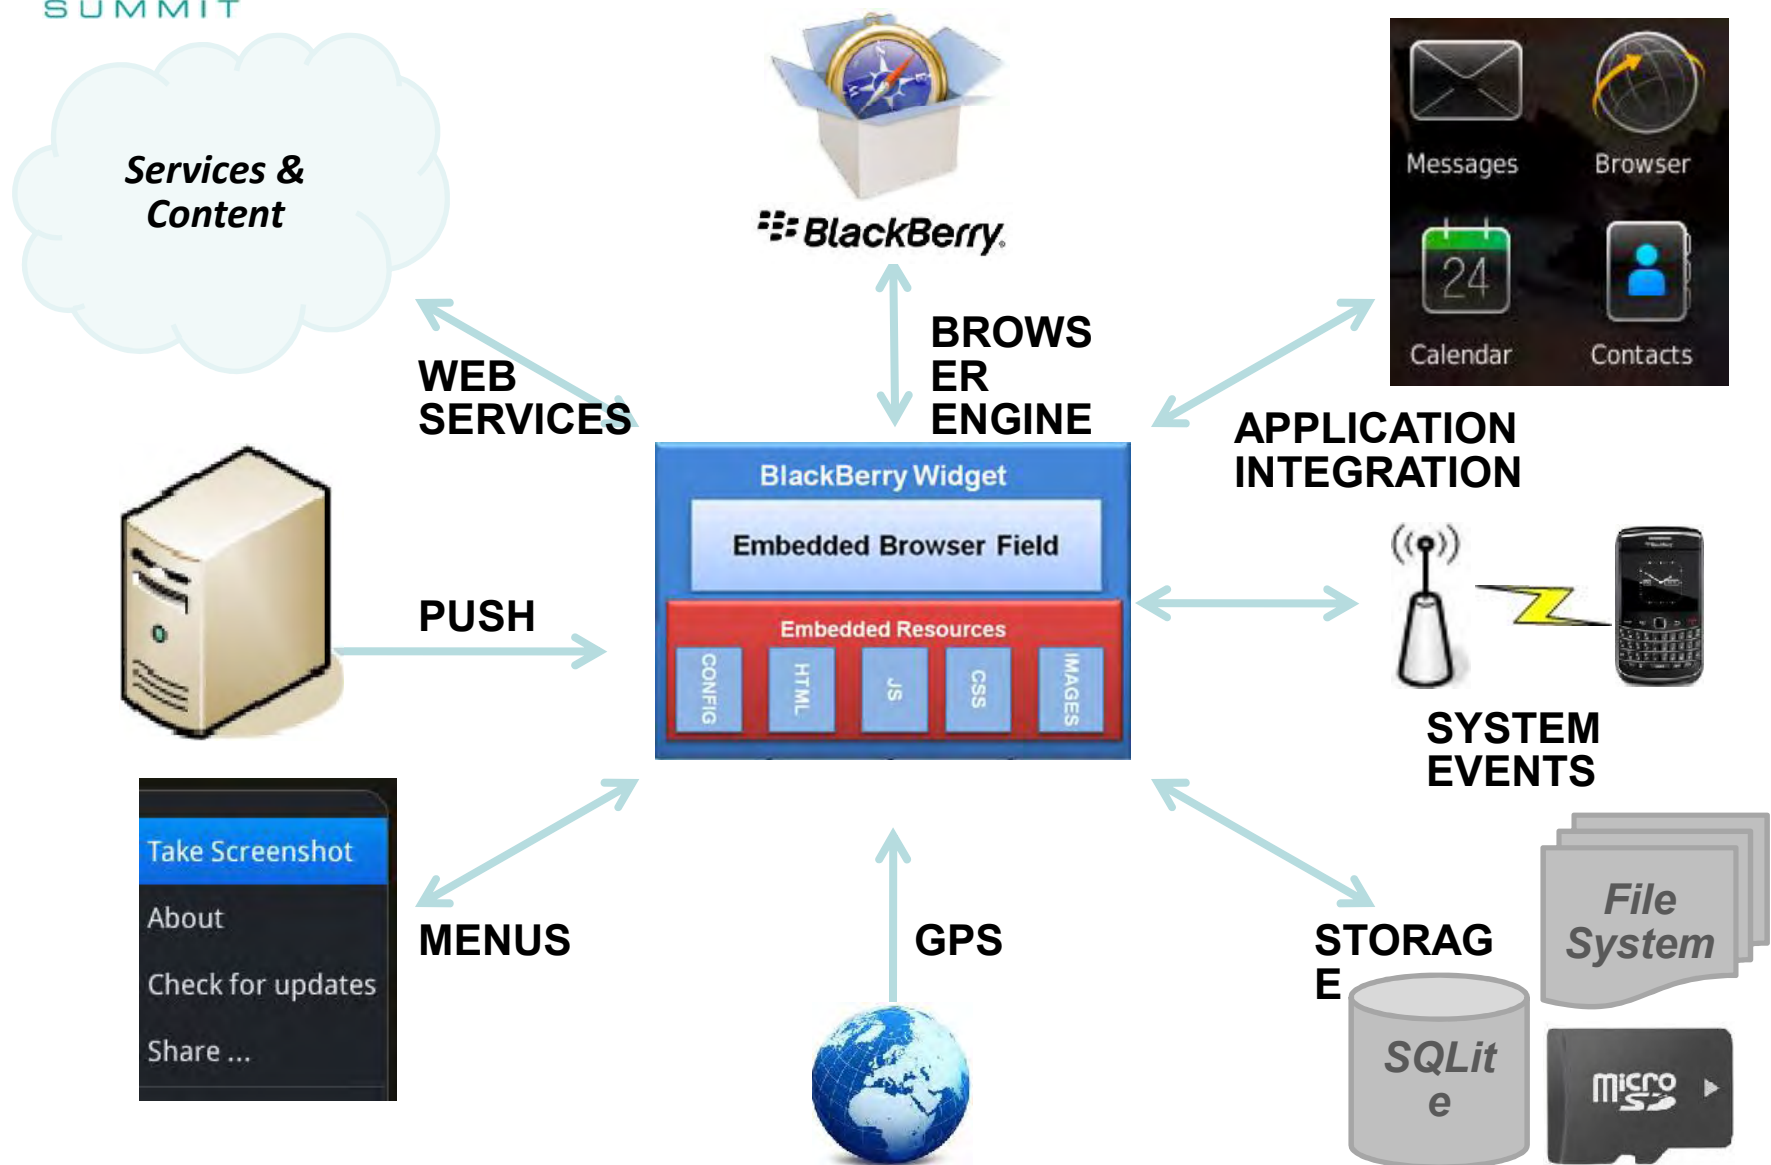 SUMMIT
Services &
Content
BlackBerry
Messages
Browser
24
Calendar
Contacts
WEB
SERVICES
BROWS
ER
ENGINE
APPLICATION
INTEGRATION
BlackBerry Widget
Embedded Browser Field
Embedded Resources
CONFIG
HTML
JS
CSS
IMAGES
PUSH
SYSTEM
EVENTS
Take Screenshot
About
Check for updates
Share ...
MENUS
GPS
STORAG
E
File
System
SQLit
e
micro
SD